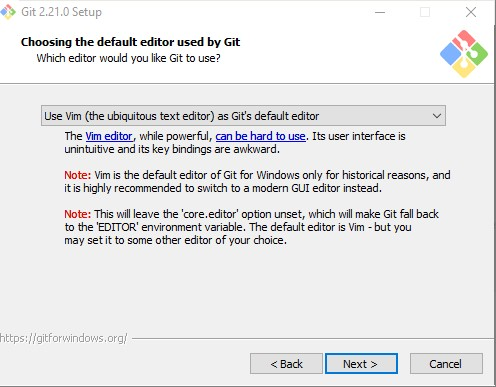 Git 2.21.0 Setup
Choosing the default editor used by Git
Which editor would you like Git to use?
Use Vim (the ubiquitous text editor) as Git's default editor
The Vim editor, while powerful, can be hard to use. Its user interface is
unintuitive and its key bindings are awkward.
Note: Vim is the default editor of Git for Windows only for historical reasons, and
it is highly recommended to switch to a modern GUI editor instead.
Note: This will leave the 'core.editor' option unset, which will make Git fall back
to the 'EDITOR' environment variable. The default editor is Vim - but you
may set it to some other editor of your choice.
https://gitforwindows.org/
< Back
Next >
Cancel